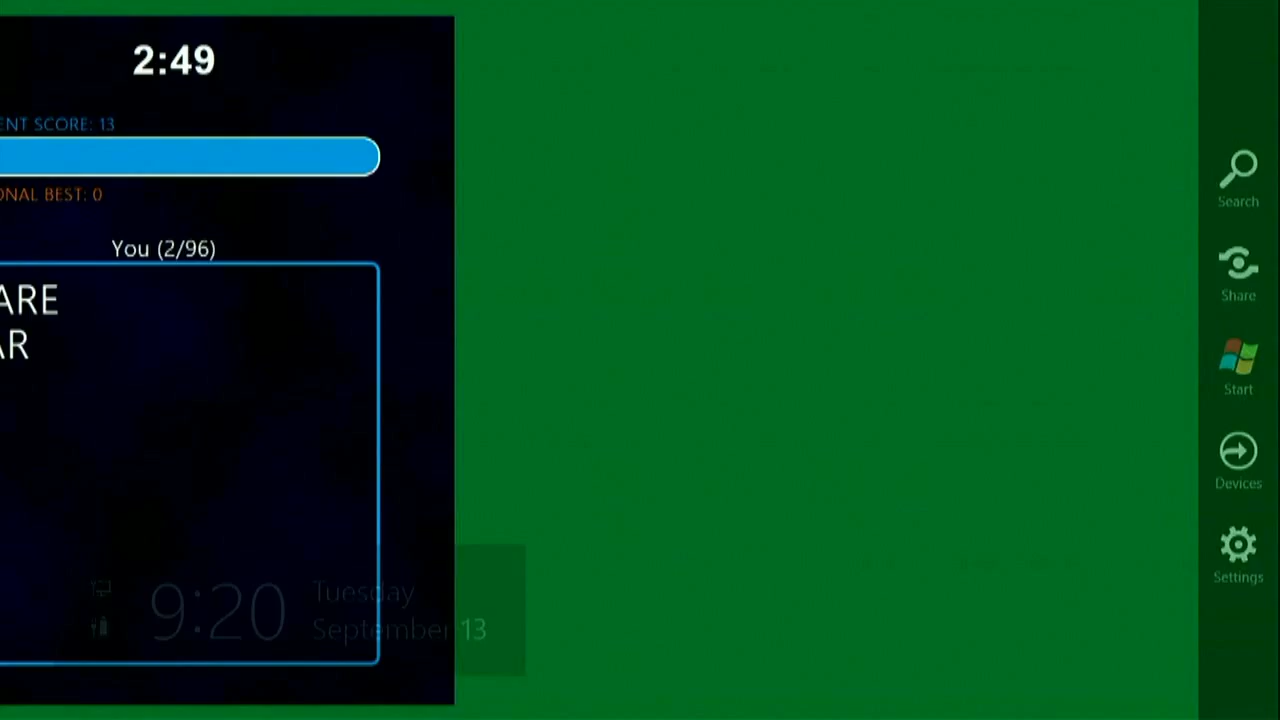 2:49
ENT SCORE: 13
ONAL BEST: 0
You (2/96)
ARE
AR
9:20
Tuesday
September 13
Search
Share
Start
Devices
Settings